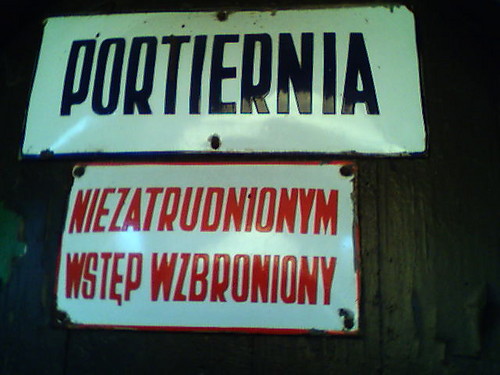 PORTIERNIA
NIEZATRUDNIONYM
WSTĘP WZBRONIONY